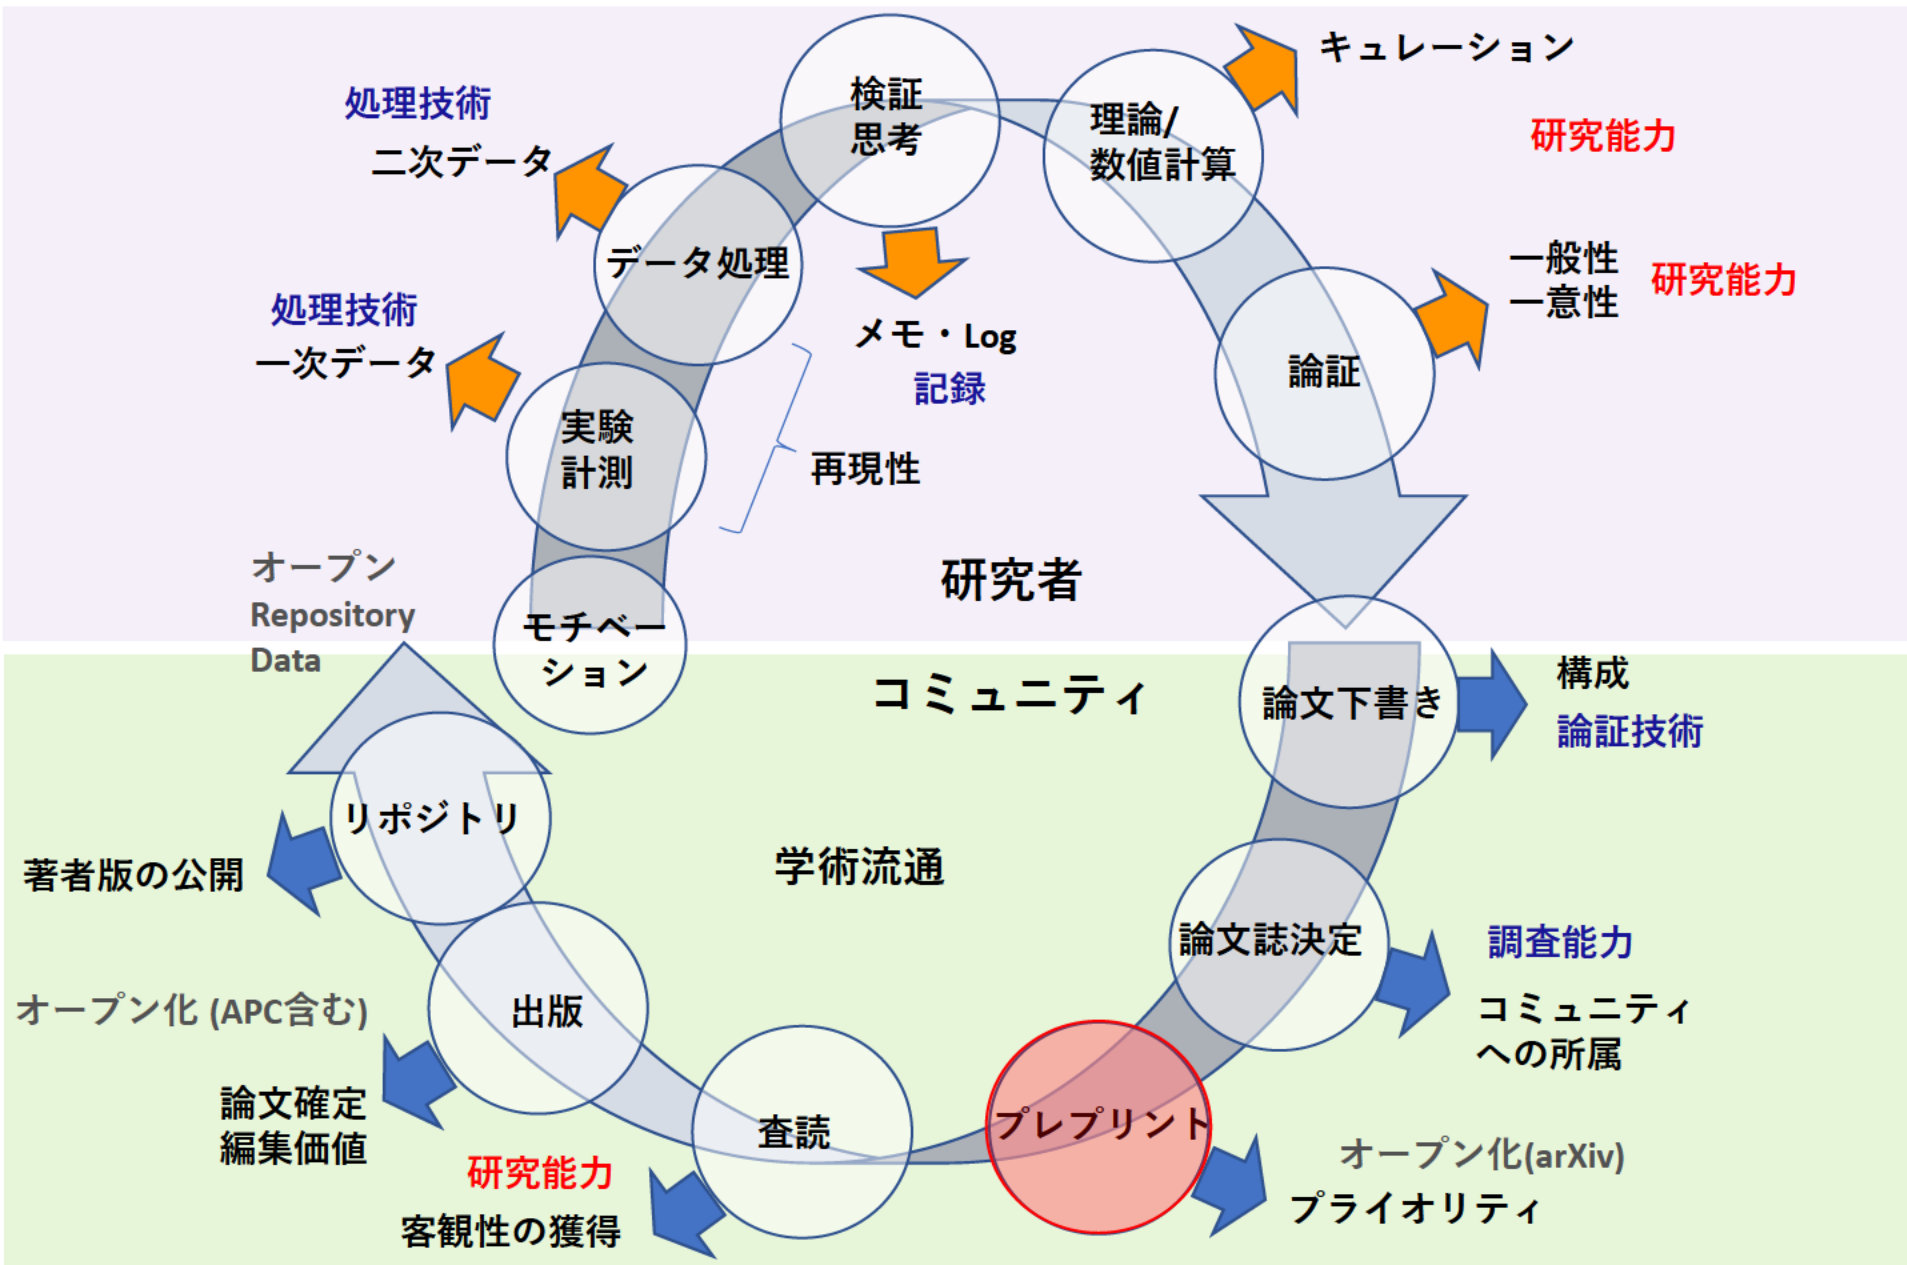 キュレーション
検証
思考
処理技術
理論/
数値計算
研究能力
二次データ
データ処理
一般性
一意性
研究能力
処理技術
メモ・Log
記録
一次データ
論証
実験
計測
再現性
オープン
Repository
Data
研究者
モチベー
ション
コミュニティ
構成
論証技術
論文下書き
リポジトリ
著者版の公開
学術流通
論文誌決定
調査能力
コミュニティ
への所属
オープン化 (APC含む)
出版
論文確定
編集価値
査読
プレプリント
オープン化(arXiv)
プライオリティ
研究能力
客観性の獲得